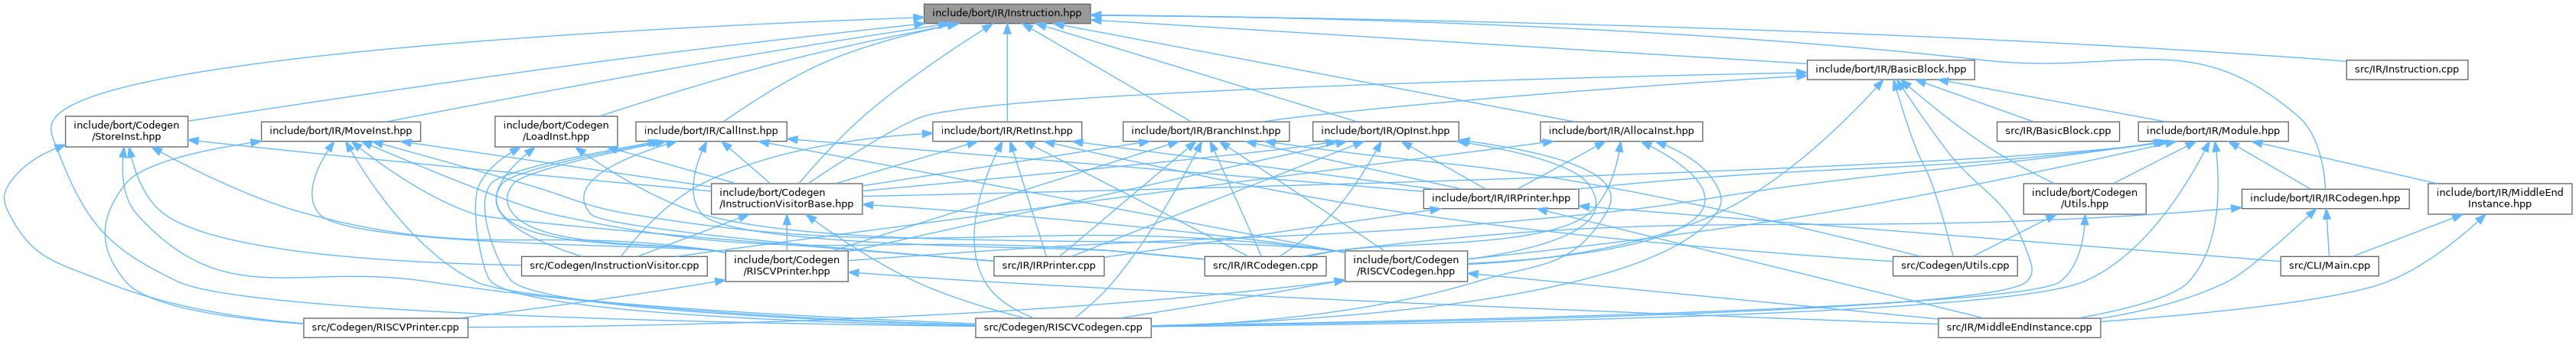 include/bort/IR/Instruction.hpp
include/bort/IR/BasicBlock.hpp
src/IR/Instruction.cpp
include/bort/Codegen
/StoreInst.hpp
include/bort/IR/MoveInst.hpp
include/bort/Codegen
/LoadInst.hpp
include/bort/IR/CallInst.hpp
include/bort/IR/RetInst.hpp
include/bort/IR/BranchInst.hpp
include/bort/IR/OpInst.hpp
include/bort/IR/AllocaInst.hpp
src/IR/BasicBlock.cpp
include/bort/IR/Module.hpp
include/bort/Codegen
/InstructionVisitorBase.hpp
include/bort/IR/IRPrinter.hpp
include/bort/Codegen
/Utils.hpp
include/bort/IR/IRCodegen.hpp
include/bort/IR/MiddleEnd
Instance.hpp
src/Codegen/InstructionVisitor.cpp
include/bort/Codegen
/RISCVPrinter.hpp
src/IR/IRPrinter.cpp
src/IR/IRCodegen.cpp
include/bort/Codegen
/RISCVCodegen.hpp
src/Codegen/Utils.cpp
src/CLI/Main.cpp
src/Codegen/RISCVPrinter.cpp
src/Codegen/RISCVCodegen.cpp
src/IR/MiddleEndInstance.cpp